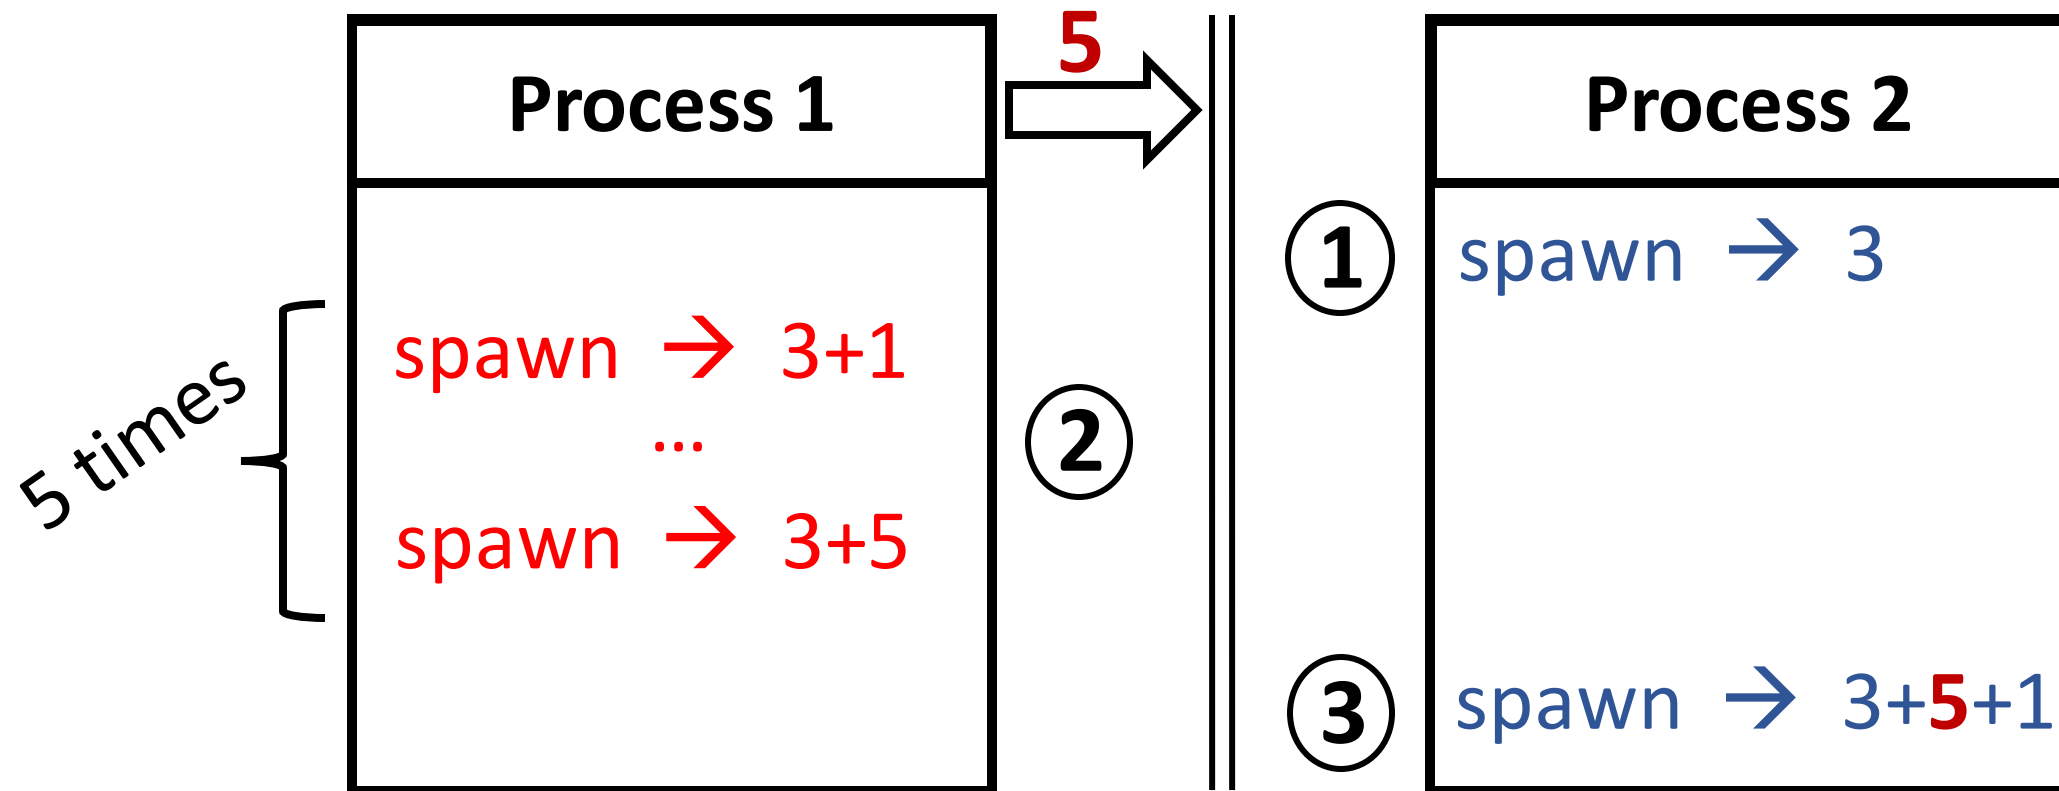 5
Process 1
Process 2
1
spawn → 3
spawn → 3+1
5 times
...
2
spawn → 3+5
3
spawn → 3+5+1